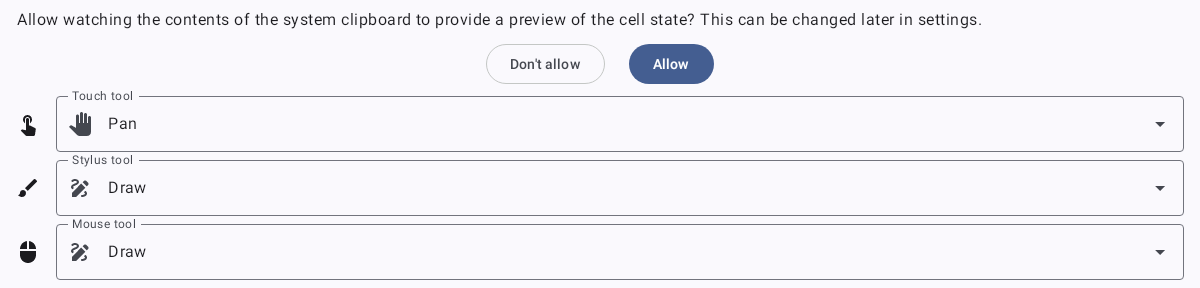 Allow watching the contents of the system clipboard to provide a preview of the cell state? This can be changed later in settings.
Don't allow
Allow
Touch tool
Pan
Stylus tool
Draw
Mouse tool
Draw